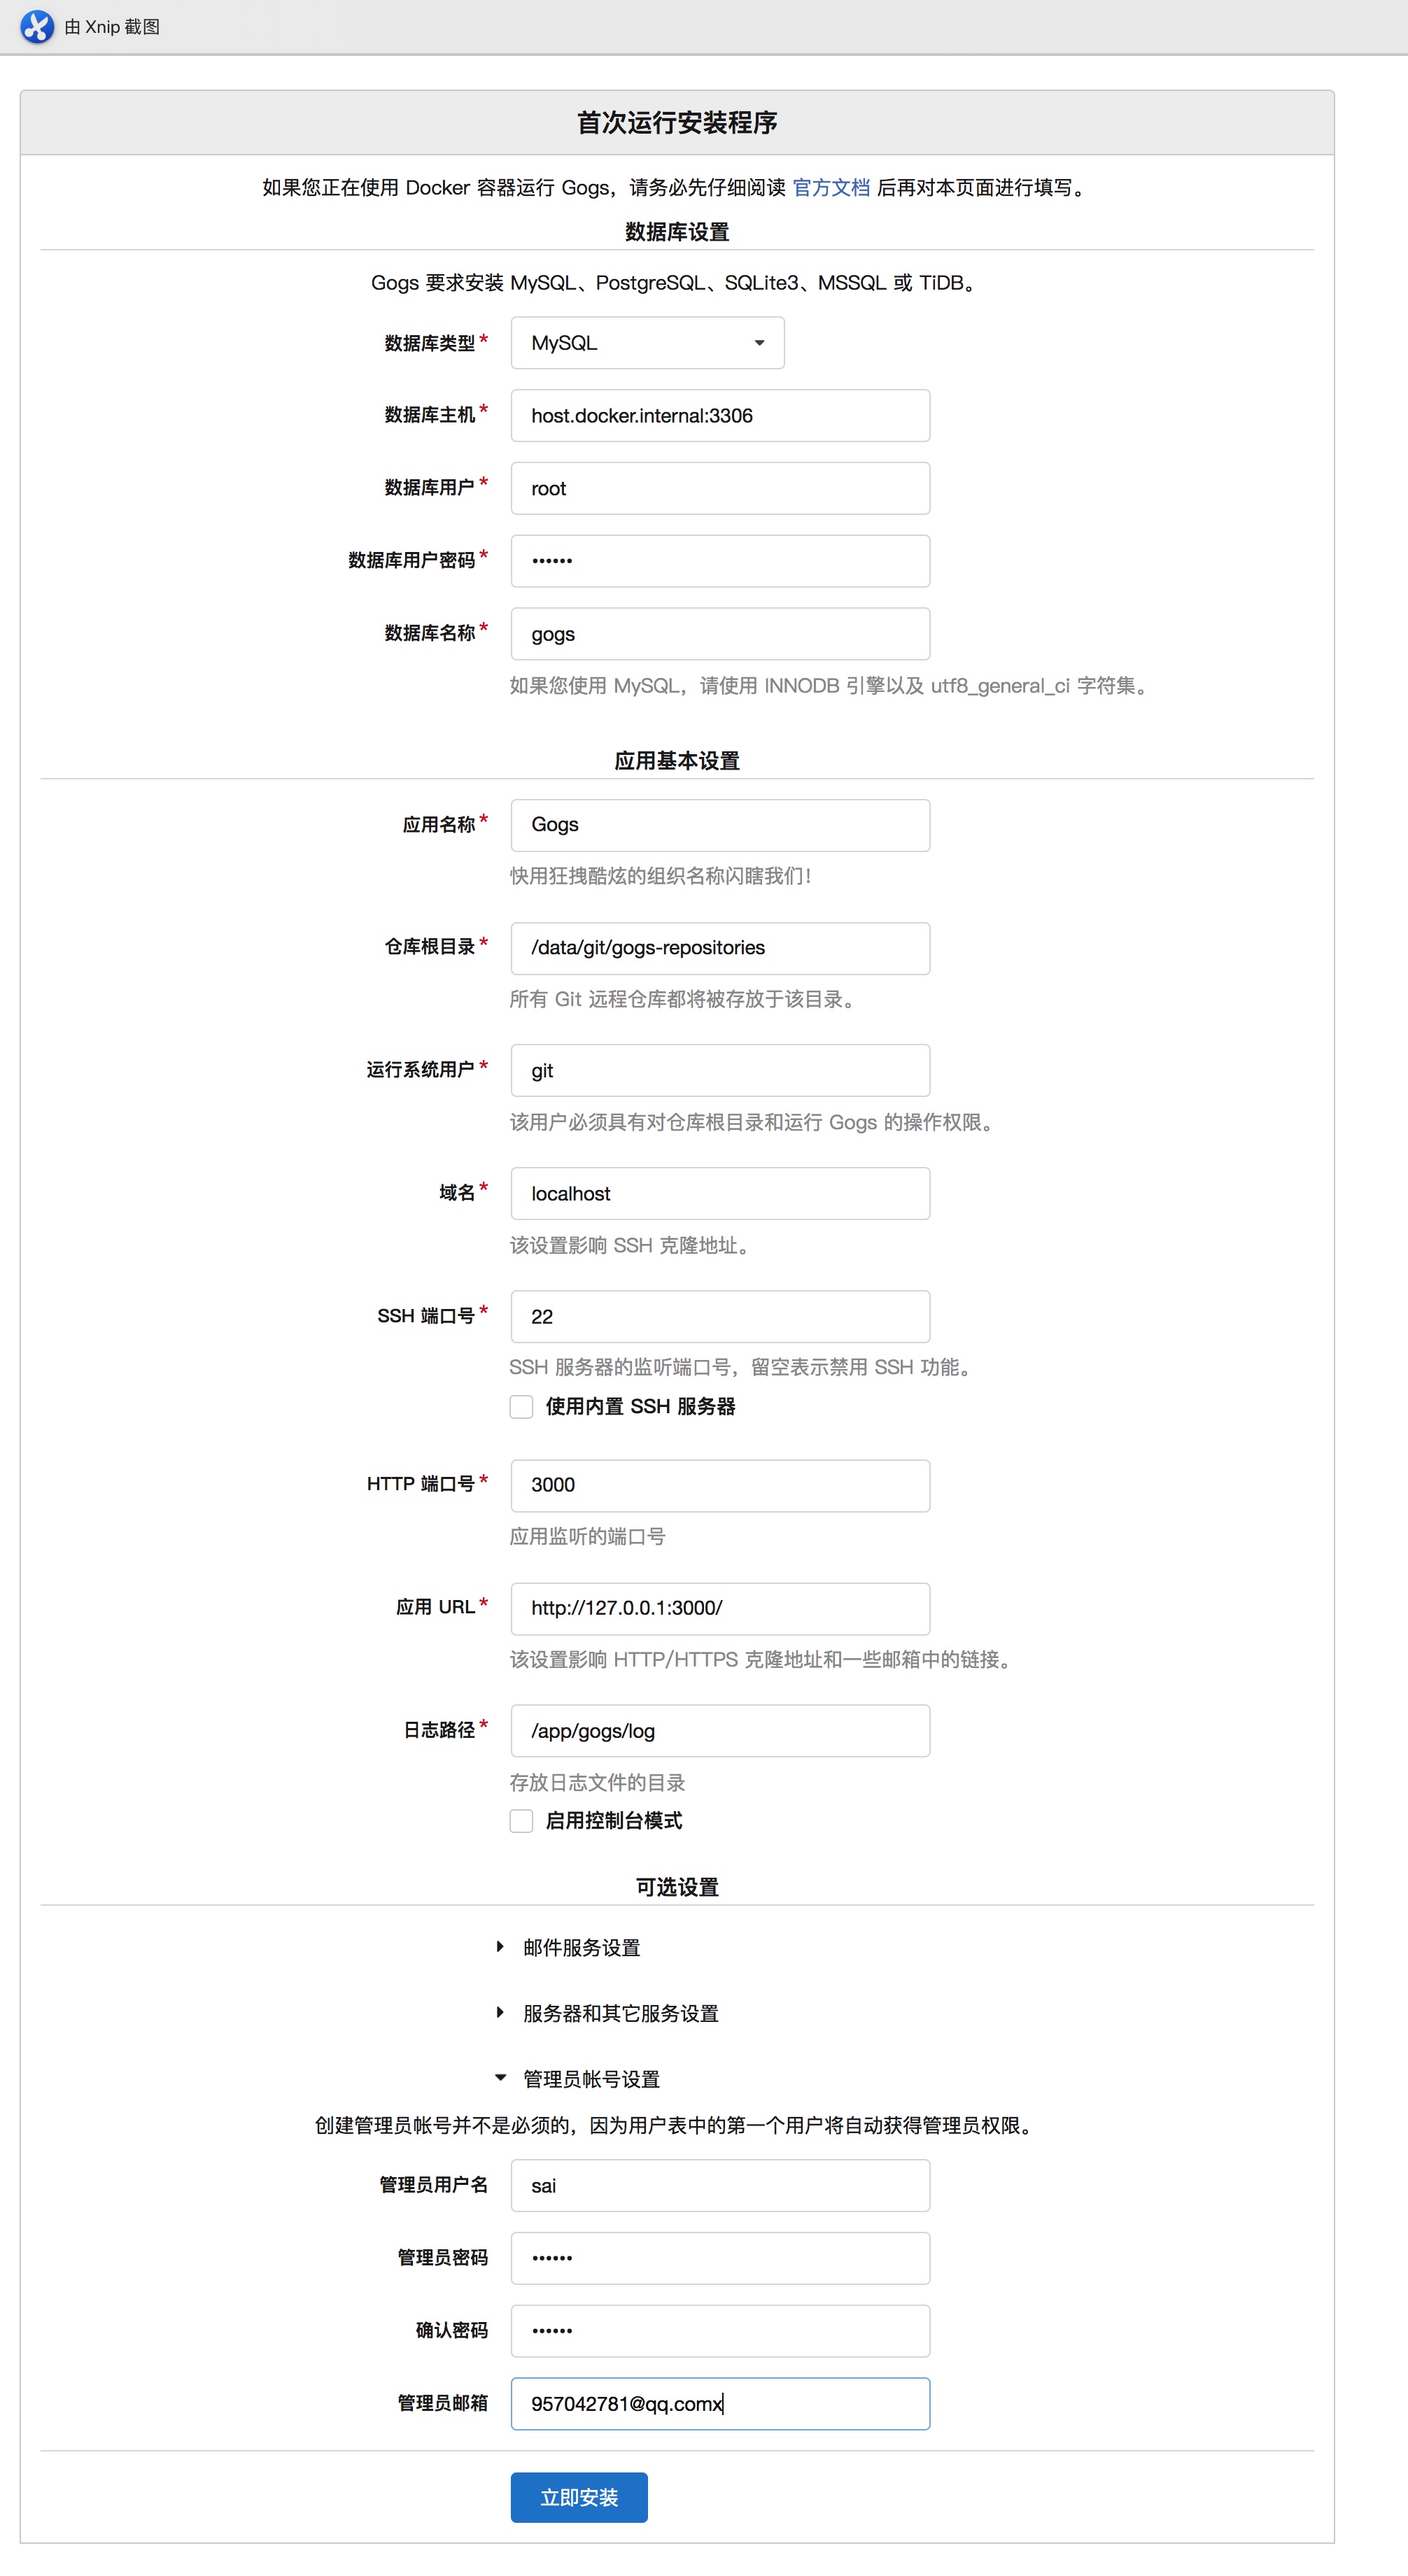 由 Xnip 截图
首次运行安装程序
如果您正在使用 Docker 容器运行 Gogs，请务必先仔细阅读 官方文档 后再对本页面进行填写。
数据库设置
Gogs 要求安装 MySQL、PostgreSQL、SQLite3、MSSQL 或 TiDB。
数据库类型* MySQL
数据库主机* host.docker.internal:3306
数据库用户* root
数据库用户密码* ••••••
数据库名称* gogs
如果您使用 MySQL，请使用 INNODB 引擎以及 utf8_general_ci 字符集。
应用基本设置
应用名称* Gogs
快用狂拽酷炫的组织名称闪瞎我们！
仓库根目录* /data/git/gogs-repositories
所有 Git 远程仓库都将被存放于该目录。
运行系统用户* git
该用户必须具有对仓库根目录和运行 Gogs 的操作权限。
域名* localhost
该设置影响 SSH 克隆地址。
SSH 端口号* 22
SSH 服务器的监听端口号，留空表示禁用 SSH 功能。
使用内置 SSH 服务器
HTTP 端口号* 3000
应用监听的端口号
应用 URL* http://127.0.0.1:3000/
该设置影响 HTTP/HTTPS 克隆地址和一些邮箱中的链接。
日志路径* /app/gogs/log
存放日志文件的目录
启用控制台模式
可选设置
邮件服务设置
服务器和其它服务设置
管理员帐号设置
创建管理员帐号并不是必须的，因为用户表中的第一个用户将自动获得管理员权限。
管理员用户名 sai
管理员密码 ••••••
确认密码 ••••••
管理员邮箱 957042781@qq.comx
立即安装